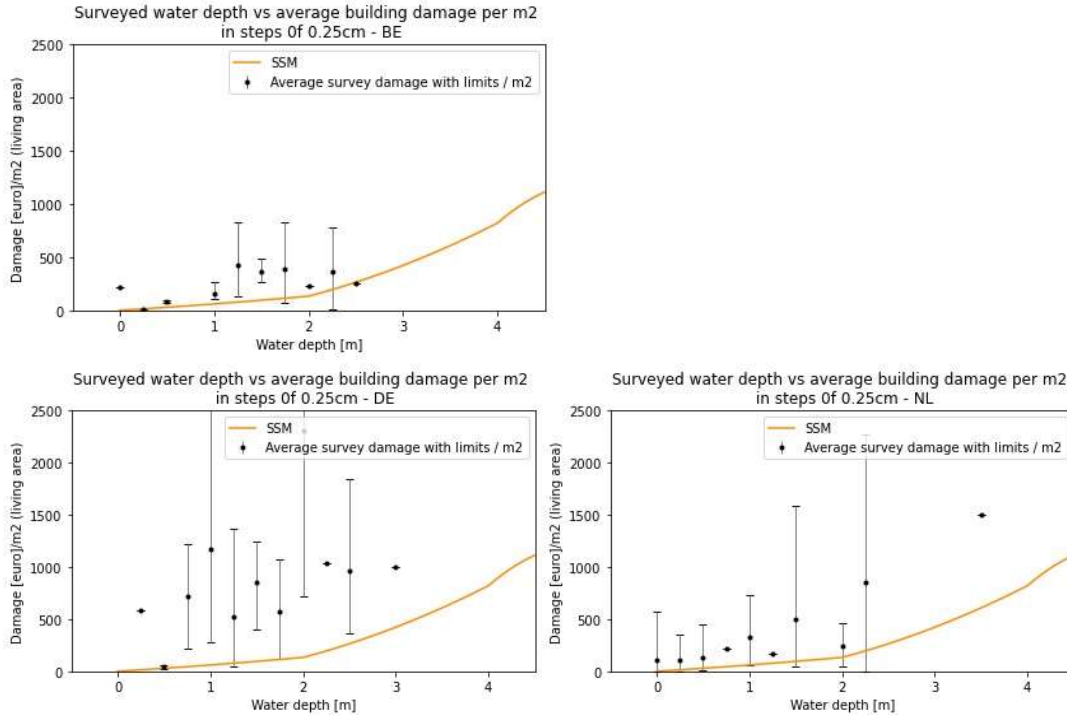 Surveyed water depth vs average building damage per m2
in steps 0f 0.25cm - BE
2500
2000
1500
1000
500
0
Damage [euro]/m2 (living area)
SSM
Average survey damage with limits / m2
0 1 2 3 4
Water depth [m]
Surveyed water depth vs average building damage per m2
in steps 0f 0.25cm - DE
2500
2000
1500
1000
500
0
Damage [euro]/m2 (living area)
SSM
Average survey damage with limits / m2
0 1 2 3 4
Water depth [m]
Surveyed water depth vs average building damage per m2
in steps 0f 0.25cm - NL
2500
2000
1500
1000
500
0
Damage [euro]/m2 (living area)
SSM
Average survey damage with limits / m2
0 1 2 3 4
Water depth [m]